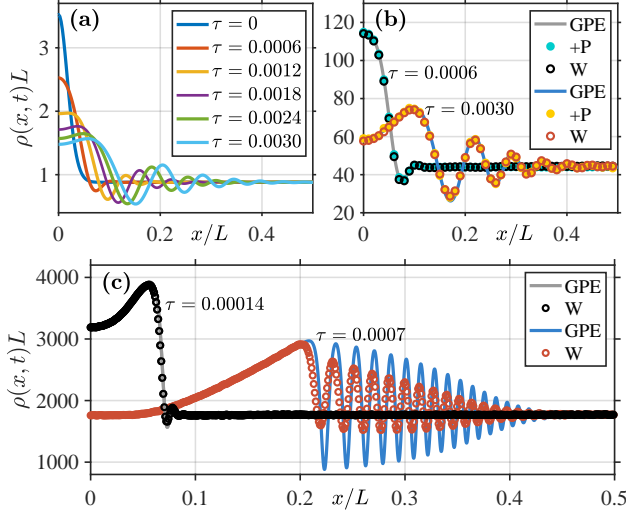 (a)
τ = 0
τ = 0.0006
τ = 0.0012
τ = 0.0018
τ = 0.0024
τ = 0.0030
3
2
1
0
0.2
0.4
x/L
ρ(x, t)L
(b)
GPE
+P
W
GPE
+P
W
τ = 0.0006
τ = 0.0030
120
100
80
60
40
20
0
0.2
0.4
x/L
(c)
GPE
W
GPE
W
τ = 0.00014
τ = 0.0007
4000
3000
2000
1000
0
0.1
0.2
0.3
0.4
0.5
x/L
ρ(x, t)L